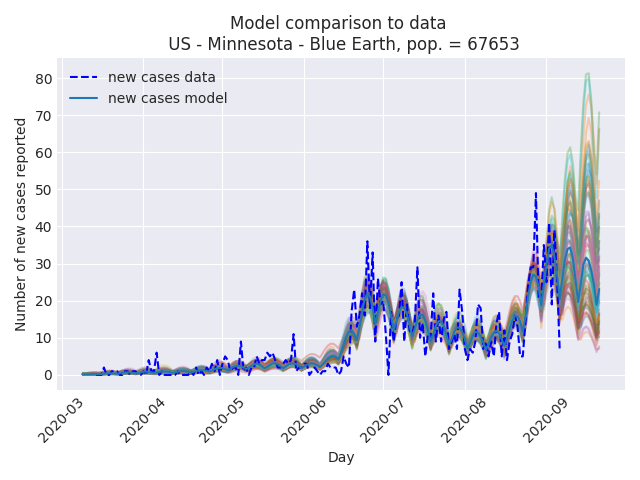 Model comparison to data
US - Minnesota - Blue Earth, pop. = 67653
new cases data
new cases model
Number of new cases reported
80
70
60
50
40
30
20
10
0
2020-03
2020-04
2020-05
2020-06
2020-07
2020-08
2020-09
Day